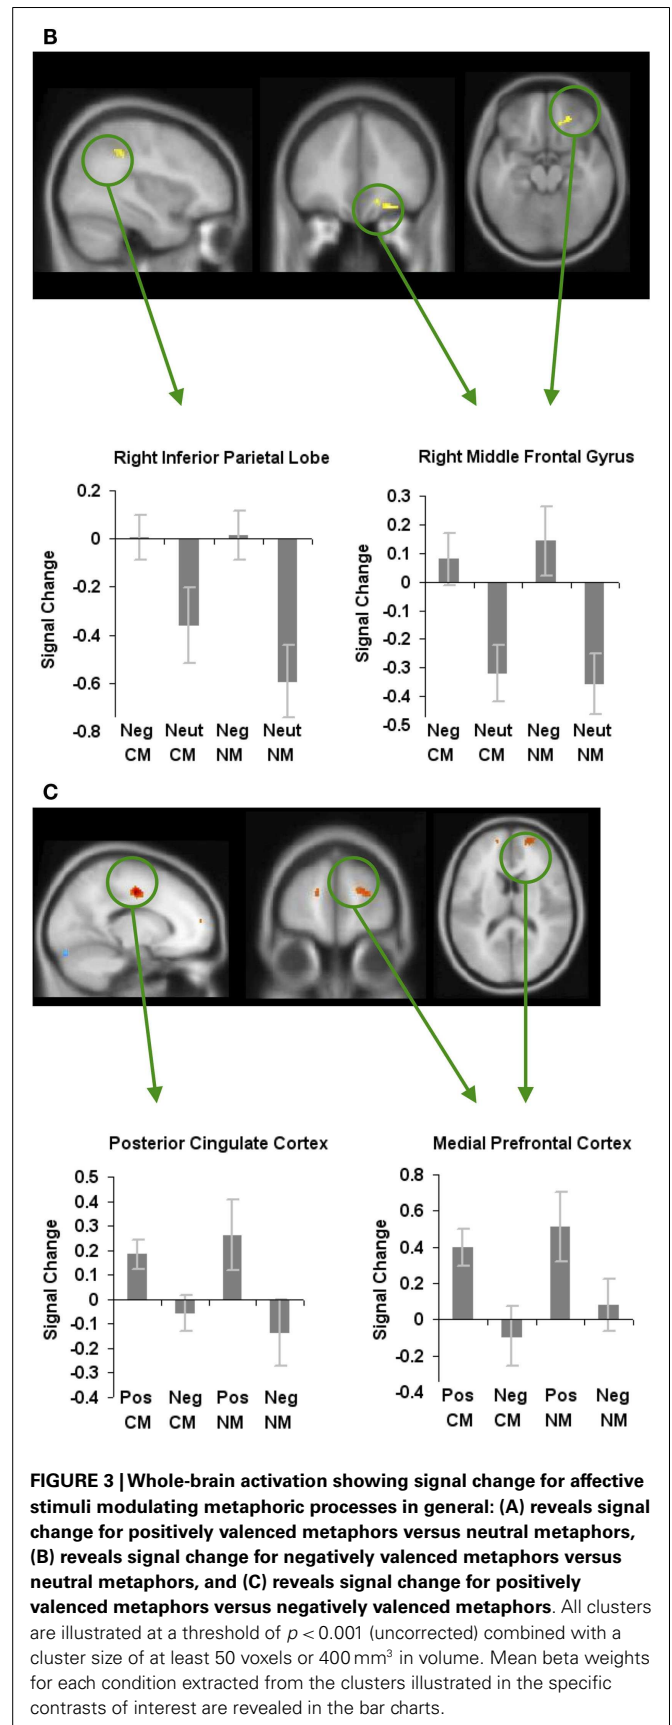 B
Right Inferior Parietal Lobe
Right Middle Frontal Gyrus
Signal Change
0.2
0
-0.2
-0.4
-0.6
-0.8
Neg Neut Neg Neut
CM CM NM NM
Signal Change
0.3
0.2
0.1
0
-0.1
-0.2
-0.3
-0.4
-0.5
Neg Neut Neg Neut
CM CM NM NM
C
Posterior Cingulate Cortex
Medial Prefrontal Cortex
Signal Change
0.5
0.4
0.3
0.2
0.1
0
-0.1
-0.2
-0.3
-0.4
Pos Neg Pos Neg
CM CM NM NM
Signal Change
0.8
0.6
0.4
0.2
0
-0.2
-0.4
Pos Neg Pos Neg
CM CM NM NM
FIGURE 3 | Whole-brain activation showing signal change for affective
stimuli modulating metaphoric processes in general: (A) reveals signal
change for positively valenced metaphors versus neutral metaphors,
(B) reveals signal change for negatively valenced metaphors versus
neutral metaphors, and (C) reveals signal change for positively
valenced metaphors versus negatively valenced metaphors. All clusters
are illustrated at a threshold of p < 0.001 (uncorrected) combined with a
cluster size of at least 50 voxels or 400 mm³ in volume. Mean beta weights
for each condition extracted from the clusters illustrated in the specific
contrasts of interest are revealed in the bar charts.